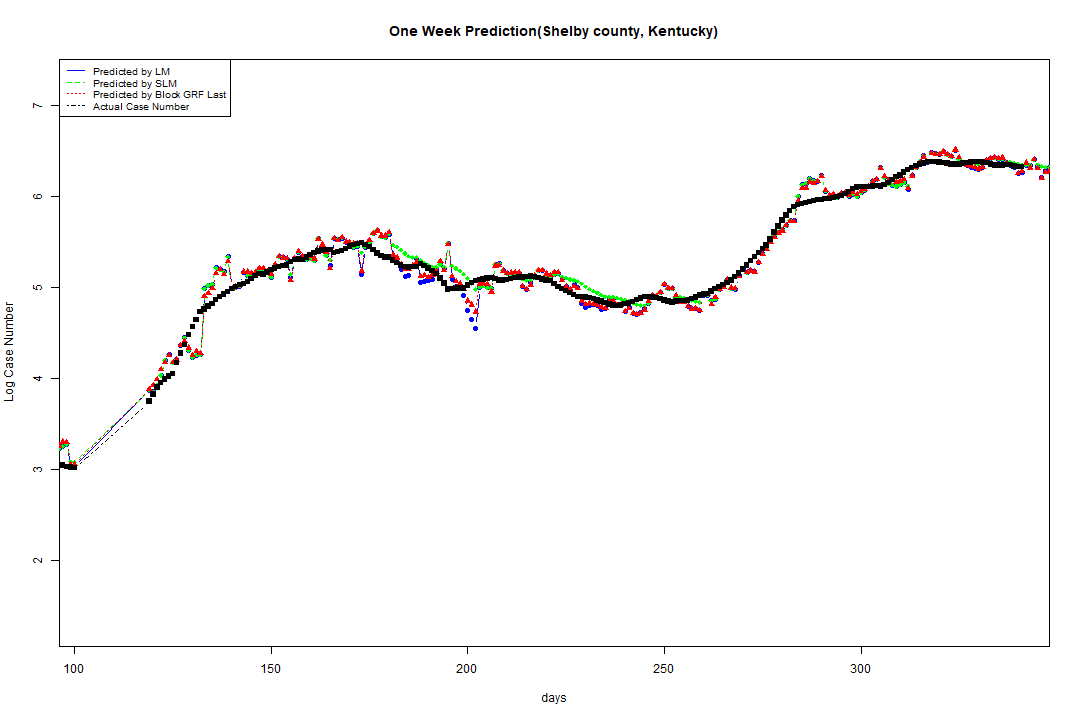 One Week Prediction(Shelby county, Kentucky)
Predicted by LM
Predicted by SLM
Predicted by Block GRF Last
Actual Case Number
7
6
5
4
3
2
Log Case Number
100 150 200 250 300
days